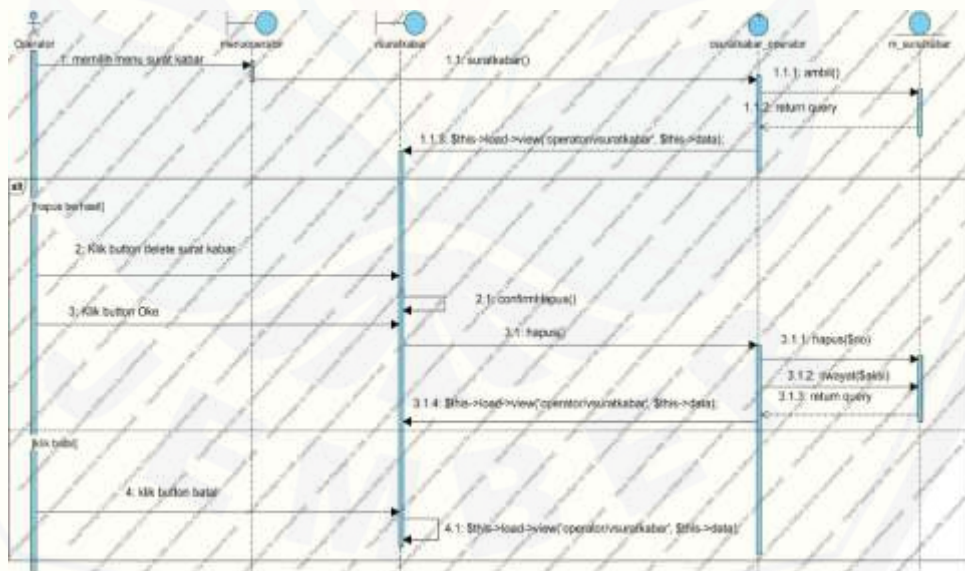 Operator
menuoperator
vsuratkabar
csuratkabar_operator
m_suratkabar
1: memilih menu surat kabar
1.1: suratkabar()
1.1.1: ambil()
1.1.2: return query
1.1.3: $this->load->view('operator/vsuratkabar', $this->data);
alt
[hapus berhasil]
2: Klik button delete surat kabar
2.1: confirmHapus()
3: Klik button Oke
3.1: hapus()
3.1.1: hapus($no)
3.1.2: riwayat($aksi)
3.1.3: return query
3.1.4: $this->load->view('operator/vsuratkabar', $this->data);
[klik batal]
4: klik button batal
4.1: $this->load->view('operator/vsuratkabar', $this->data);